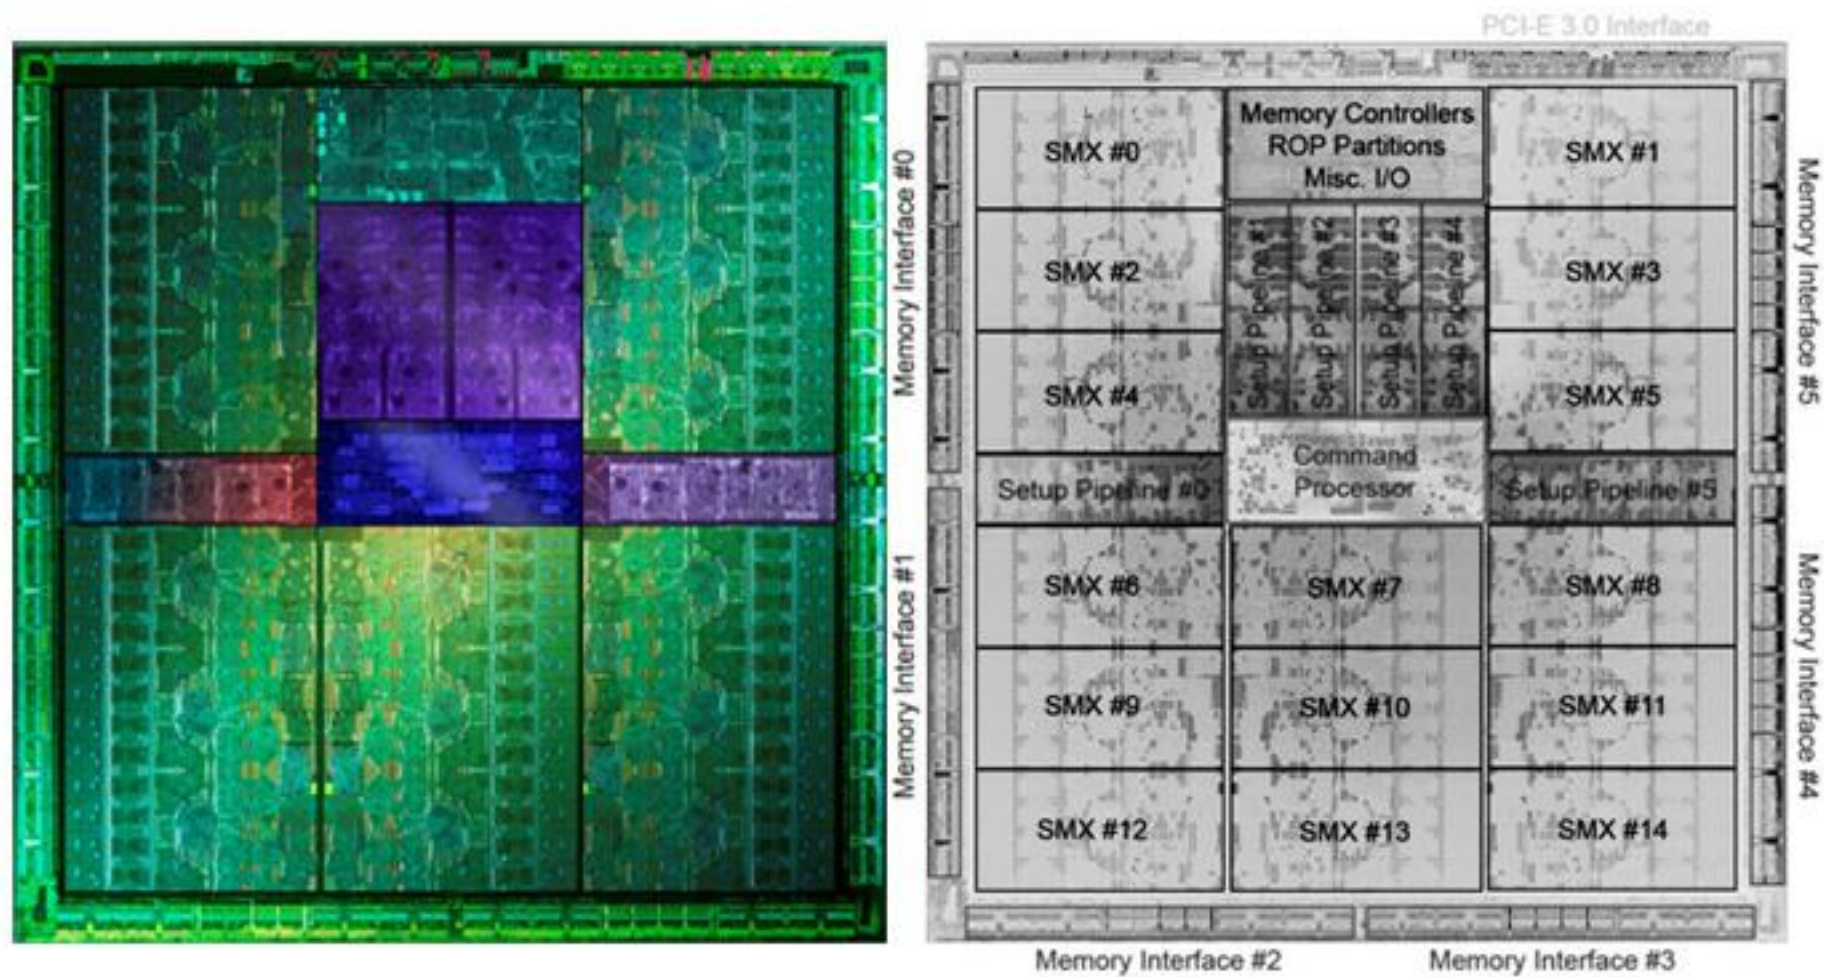 PCI-E 3.0 Interface
Memory Interface #0
Memory Interface #1
SMX #0
Memory Controllers
ROP Partitions
Misc. I/O
SMX #1
SMX #2
Setup Pipeline #1
Setup Pipeline #2
Setup Pipeline #3
Setup Pipeline #4
SMX #3
SMX #4
SMX #5
Setup Pipeline #0
Command
Processor
Setup Pipeline #5
SMX #6
SMX #7
SMX #8
SMX #9
SMX #10
SMX #11
SMX #12
SMX #13
SMX #14
Memory Interface #5
Memory Interface #4
Memory Interface #2
Memory Interface #3